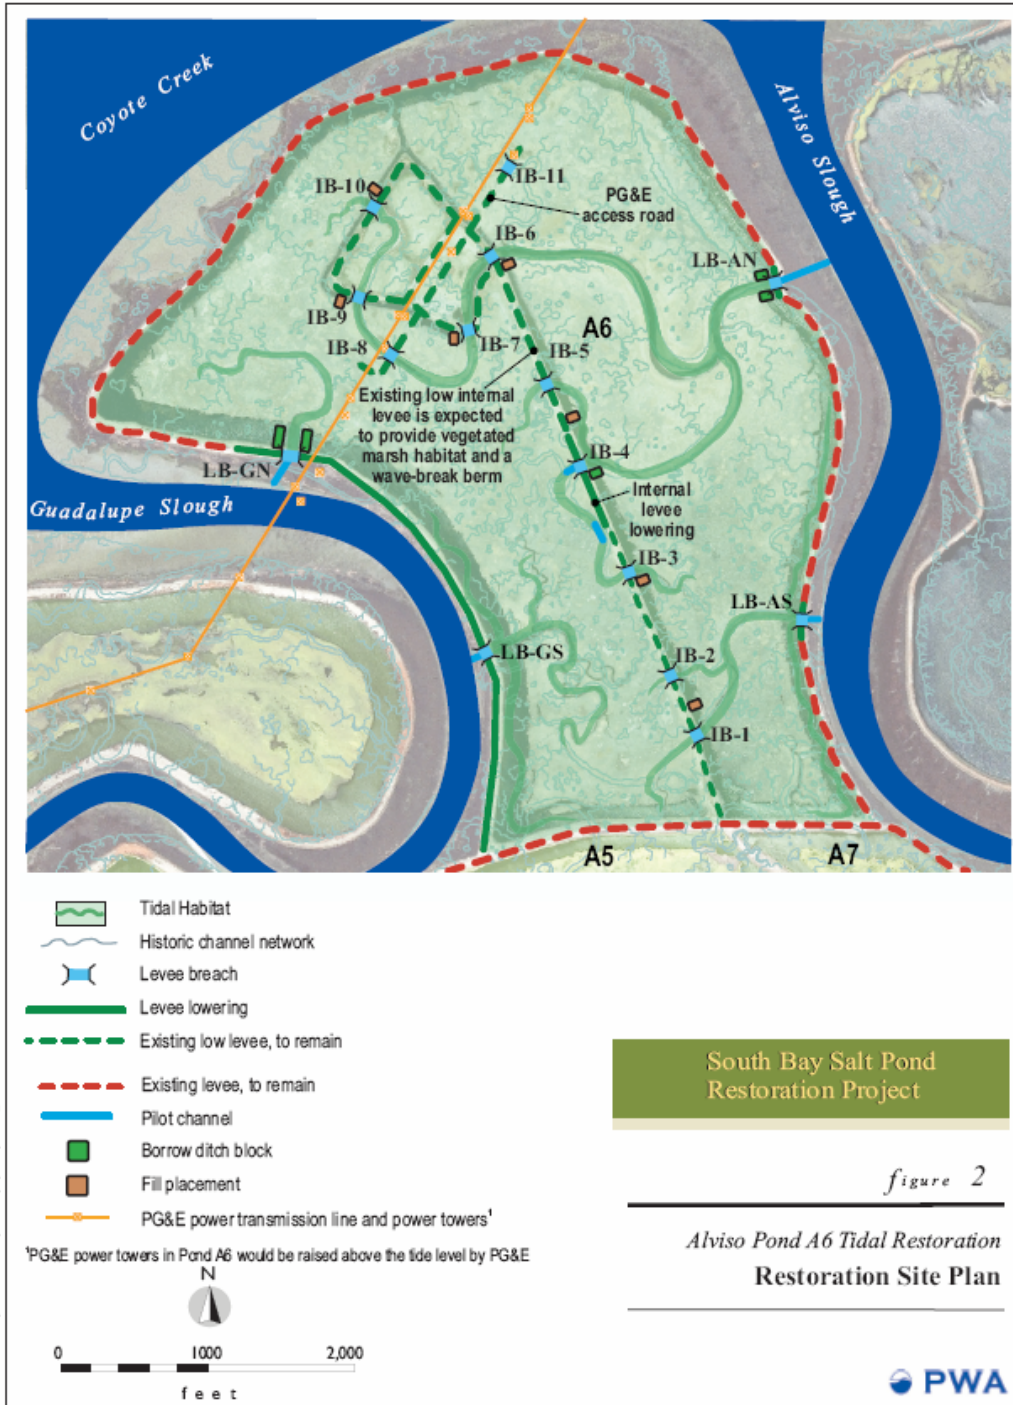 Coyote Creek
Alviso Slough
IB-10
IB-11
PG&E
access road
IB-6
LB-AN
IB-9
IB-8
IB-7
A6
IB-5
Existing low internal
levee is expected
to provide vegetated
marsh habitat and a
wave-break berm
IB-4
LB-GN
Internal
levee
lowering
Guadalupe Slough
IB-3
LB-AS
LB-GS
IB-2
IB-1
A5
A7
Tidal Habitat
Historic channel network
Levee breach
Levee lowering
Existing low levee, to remain
Existing levee, to remain
Pilot channel
Borrow ditch block
Fill placement
PG&E power transmission line and power towers¹
¹PG&E power towers in Pond A6 would be raised above the tide level by PG&E
N
0 1000 2,000
feet
South Bay Salt Pond
Restoration Project
figure 2
Alviso Pond A6 Tidal Restoration
Restoration Site Plan
PWA